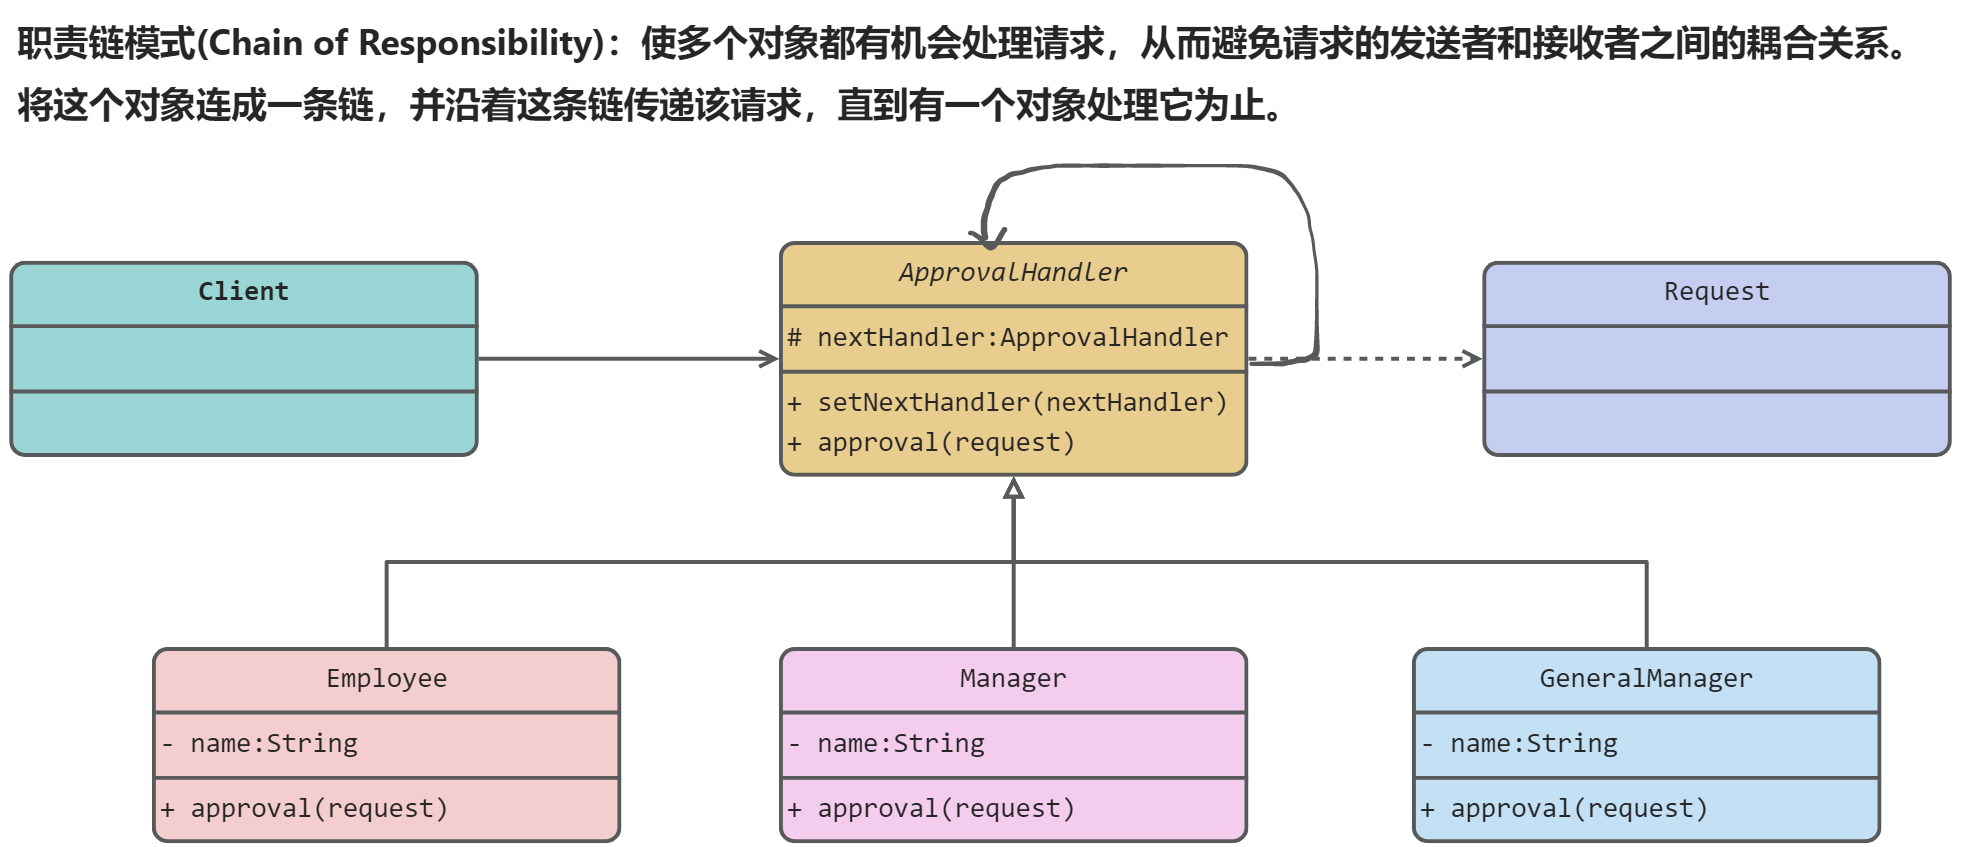 职责链模式(Chain of Responsibility)：使多个对象都有机会处理请求，从而避免请求的发送者和接收者之间的耦合关系。
将这个对象连成一条链，并沿着这条链传递该请求，直到有一个对象处理它为止。
Client
ApprovalHandler
# nextHandler:ApprovalHandler
+ setNextHandler(nextHandler)
+ approval(request)
Request
Employee
- name:String
+ approval(request)
Manager
- name:String
+ approval(request)
GeneralManager
- name:String
+ approval(request)